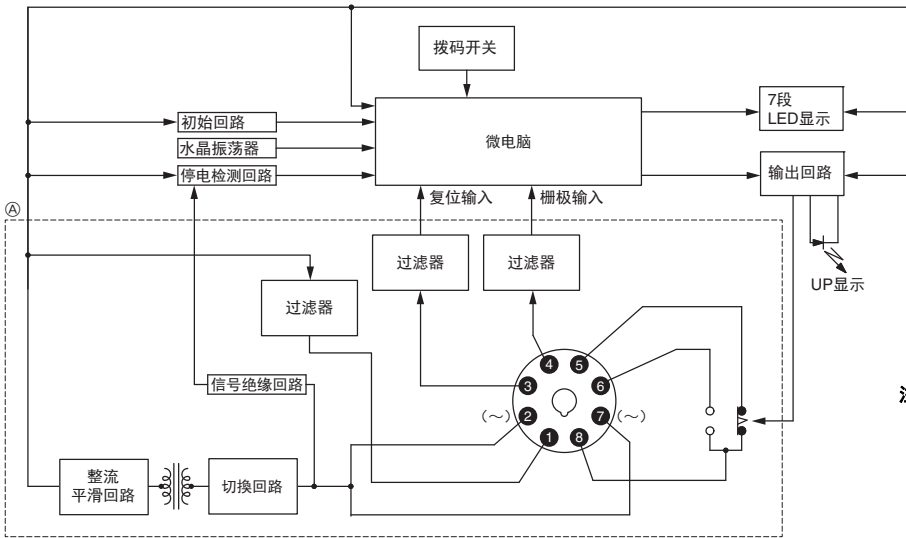 拨码开关
7段
LED显示
初始回路
水晶振荡器
停电检测回路
微电脑
输出回路
复位输入
栅极输入
Ⓐ
过滤器
过滤器
过滤器
UP显示
4
5
3
6
信号绝缘回路
(～)
2
7
(～)
1
8
整流
平滑回路
切换回路